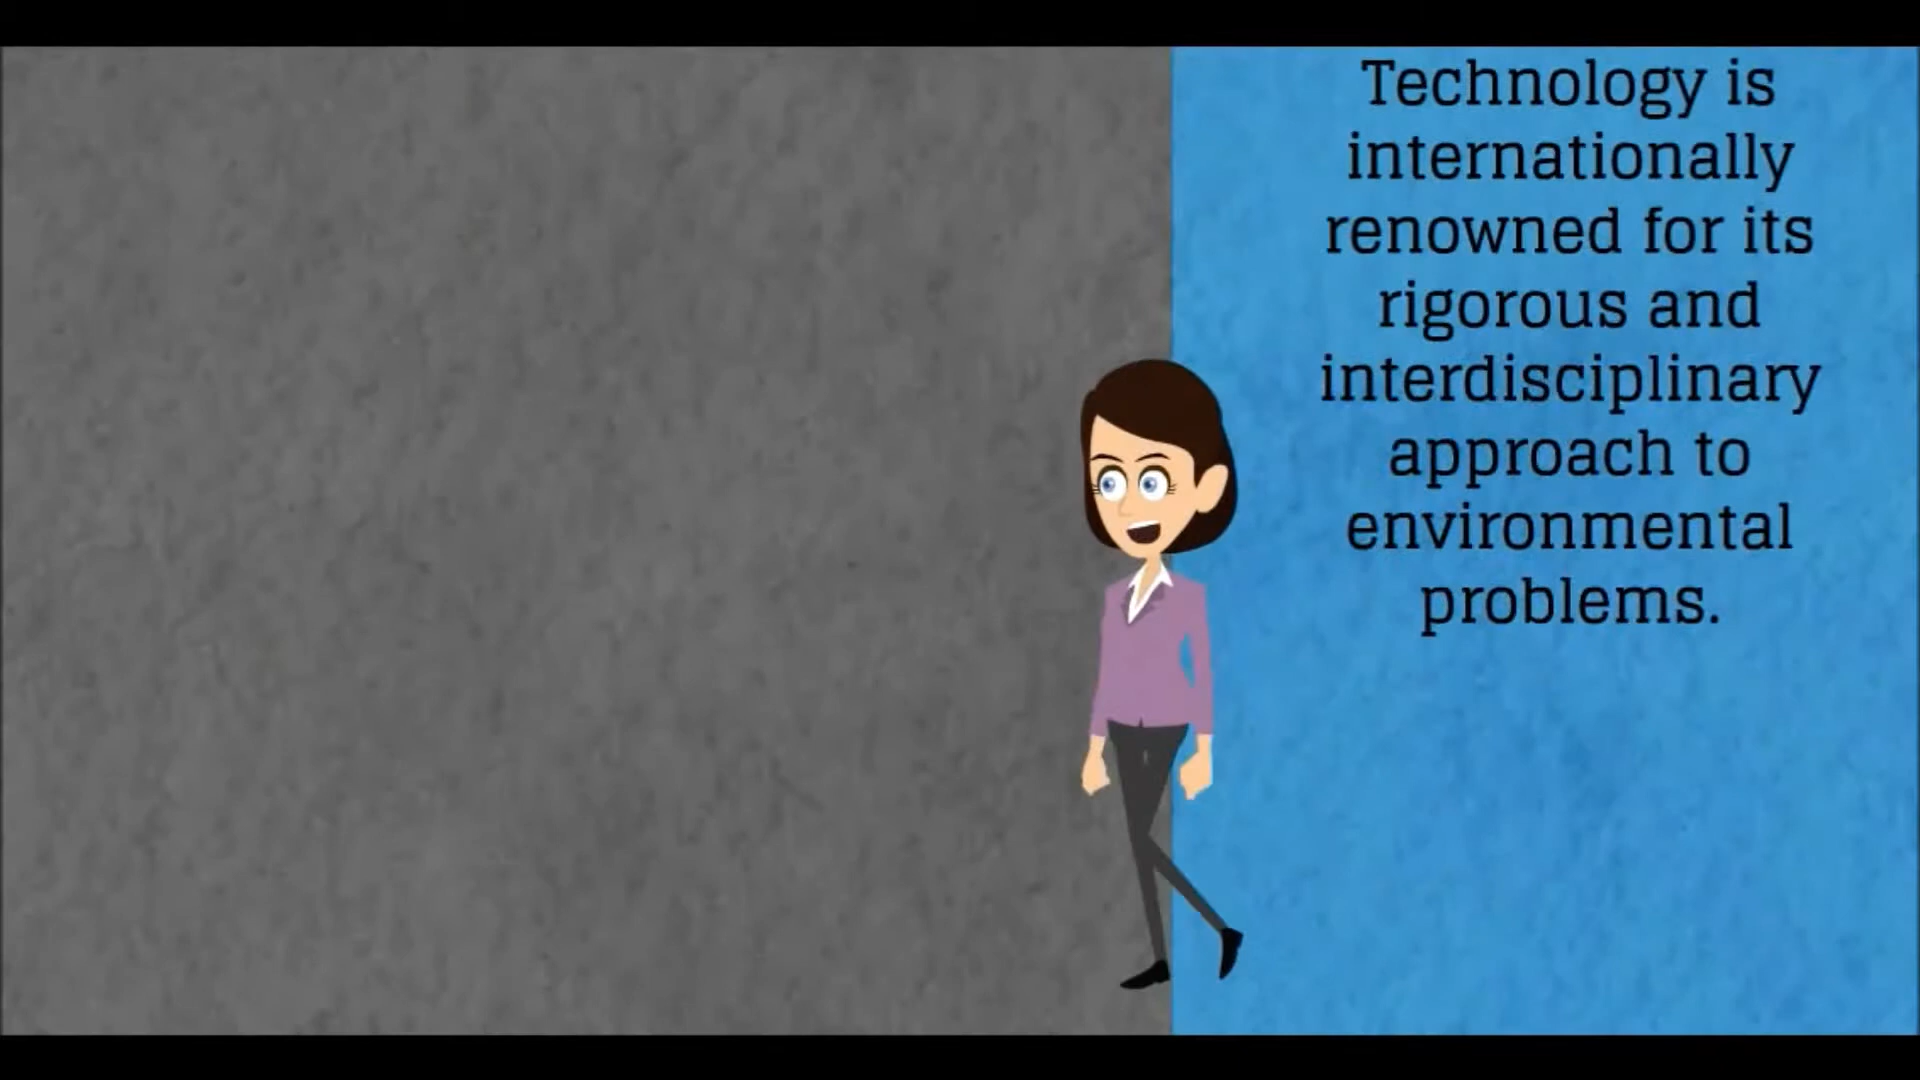 Technology is
internationally
renowned for its
rigorous and
interdisciplinary
approach to
environmental
problems.